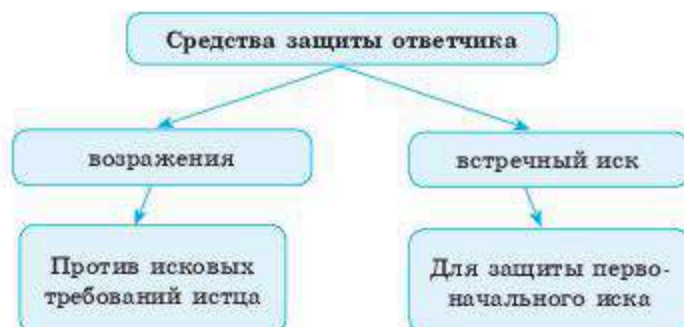 Средства защиты ответчика
возражения
встречный иск
Против исковых
требований истца
Для защиты перво-
начального иска